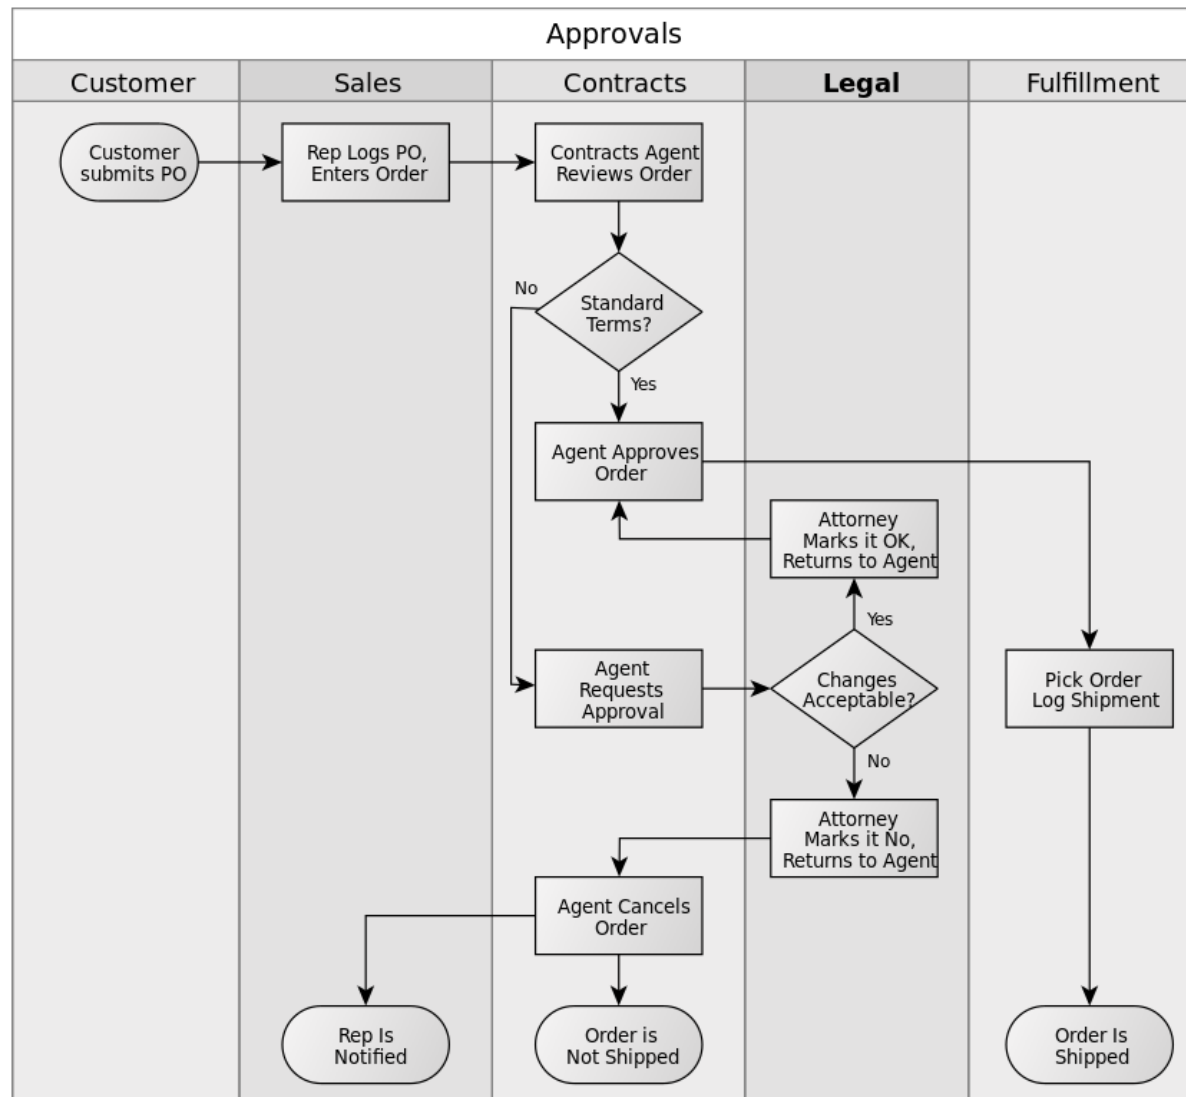 Approvals
Customer
Sales
Contracts
Legal
Fulfillment
Customer
submits PO
Rep Logs PO,
Enters Order
Contracts Agent
Reviews Order
No
Standard
Terms?
Yes
Agent Approves
Order
Attorney
Marks it OK,
Returns to Agent
Yes
Agent
Requests
Approval
Changes
Acceptable?
Pick Order
Log Shipment
No
Attorney
Marks it No,
Returns to Agent
Agent Cancels
Order
Rep Is
Notified
Order is
Not Shipped
Order Is
Shipped